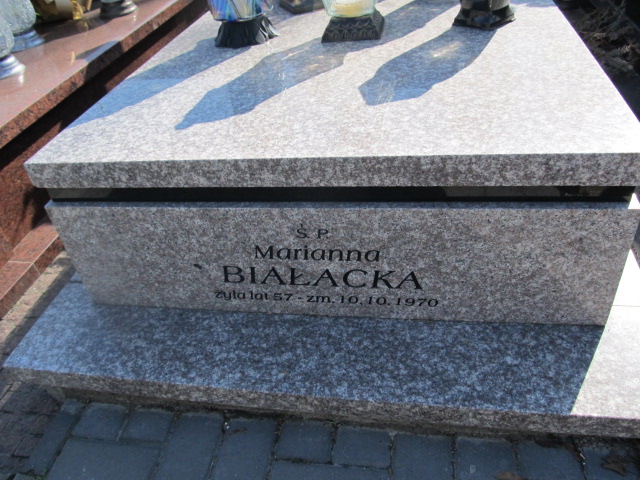 Ś. P.
Marianna
BIAŁACKA
żyła lat 57 - zm. 10.10.1970